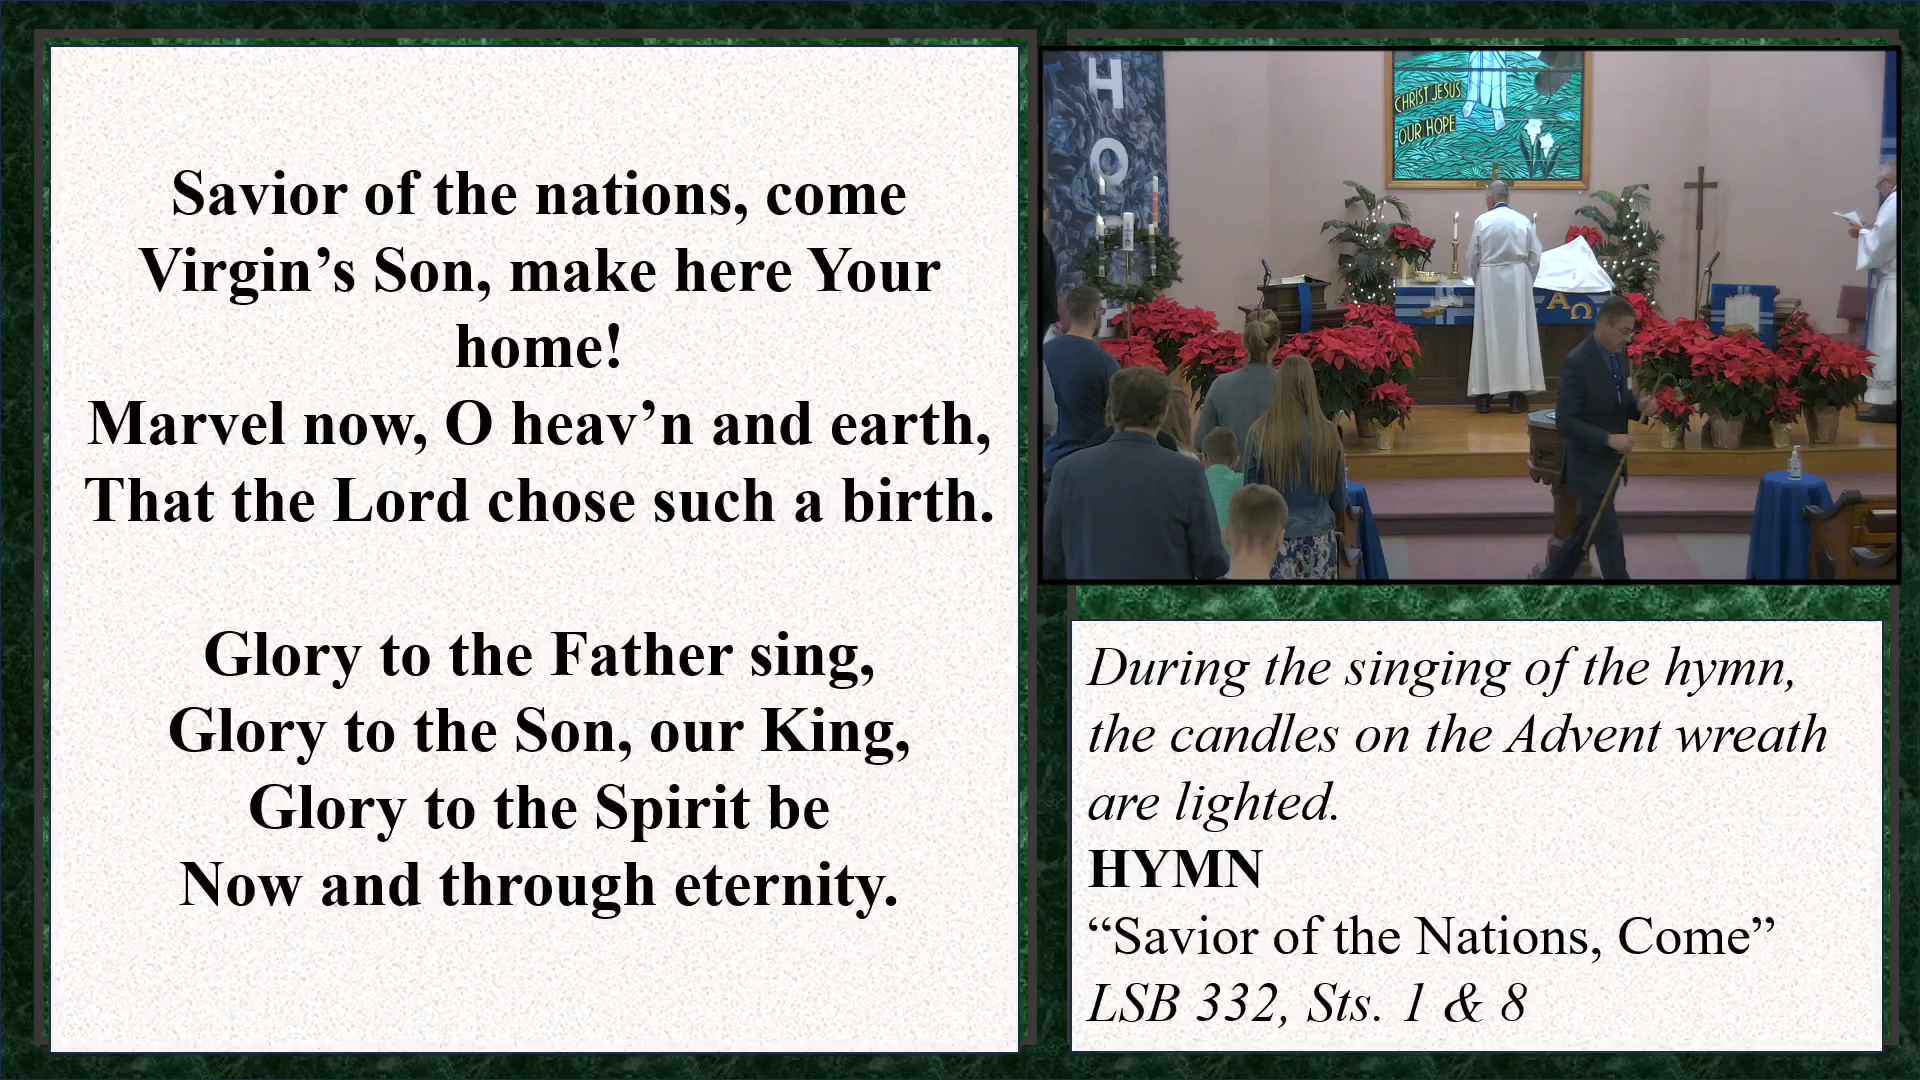 Savior of the nations, come
Virgin’s Son, make here Your
home!
Marvel now, O heav’n and earth,
That the Lord chose such a birth.
Glory to the Father sing,
Glory to the Son, our King,
Glory to the Spirit be
Now and through eternity.
HOPE
CHRIST JESUS
OUR HOPE
ΑΩ
During the singing of the hymn,
the candles on the Advent wreath
are lighted.
HYMN
“Savior of the Nations, Come”
LSB 332, Sts. 1 & 8